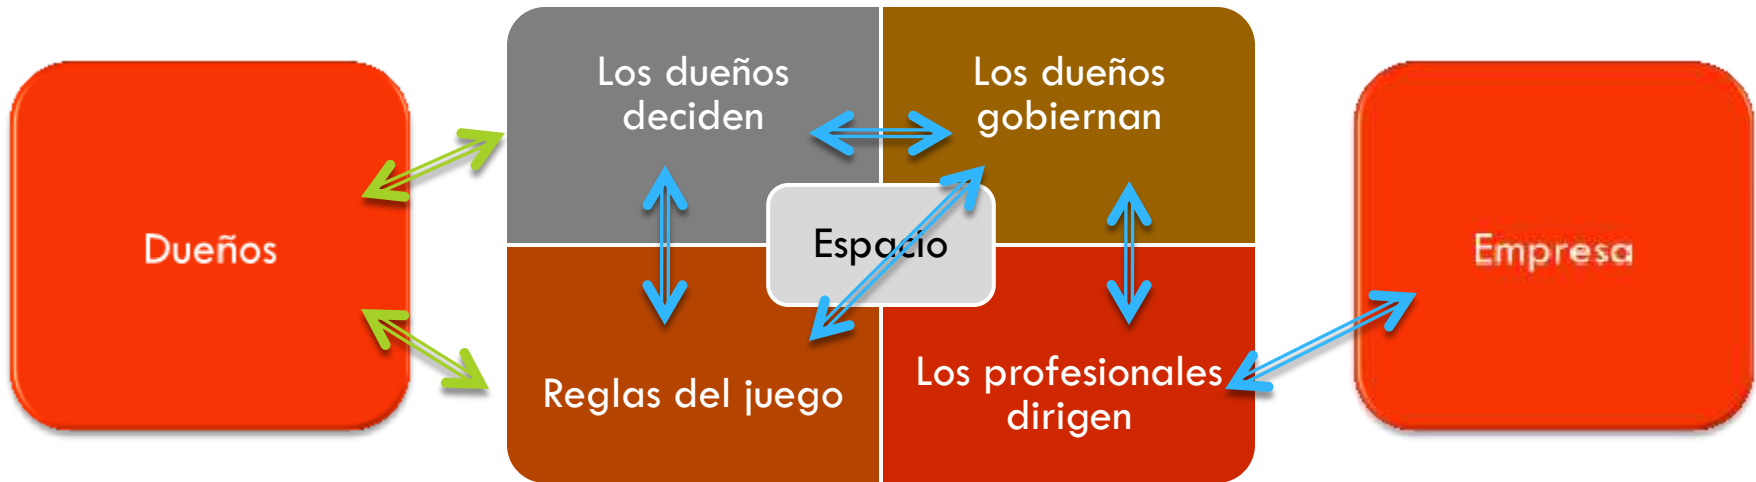 Dueños
Los dueños
deciden
Los dueños
gobiernan
Espacio
Reglas del juego
Los profesionales
dirigen
Empresa